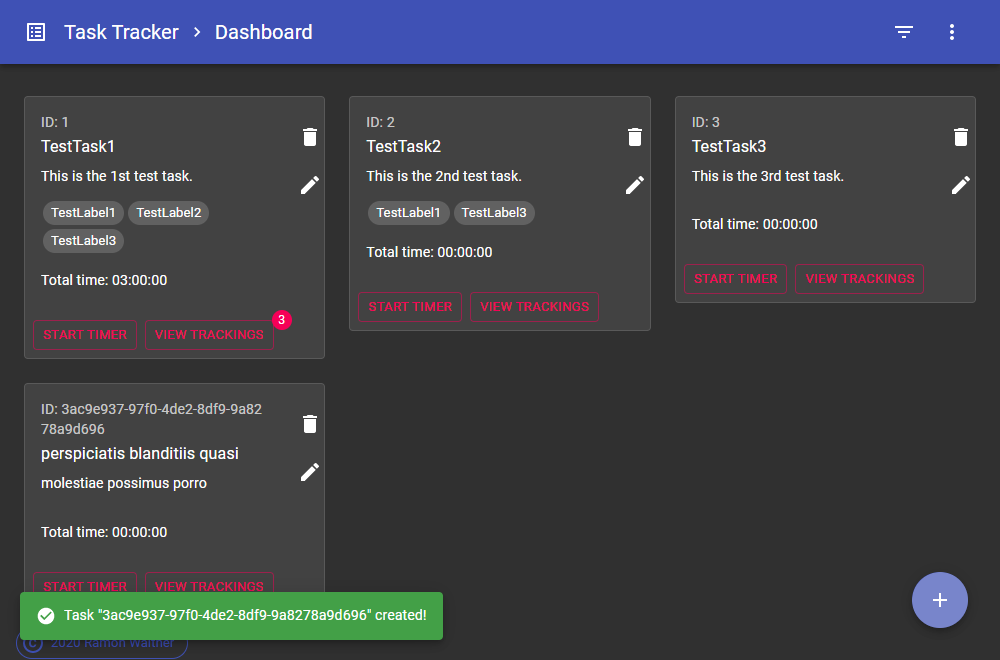 Task Tracker > Dashboard
ID: 1
TestTask1
This is the 1st test task.
TestLabel1 TestLabel2
TestLabel3
Total time: 03:00:00
START TIMER VIEW TRACKINGS 3
ID: 2
TestTask2
This is the 2nd test task.
TestLabel1 TestLabel3
Total time: 00:00:00
START TIMER VIEW TRACKINGS
ID: 3
TestTask3
This is the 3rd test task.
Total time: 00:00:00
START TIMER VIEW TRACKINGS
ID: 3ac9e937-97f0-4de2-8df9-9a82
78a9d696
perspiciatis blanditiis quasi
molestiae possimus porro
Total time: 00:00:00
START TIMER VIEW TRACKINGS
Task "3ac9e937-97f0-4de2-8df9-9a8278a9d696" created!
© 2020 Ramon Walther